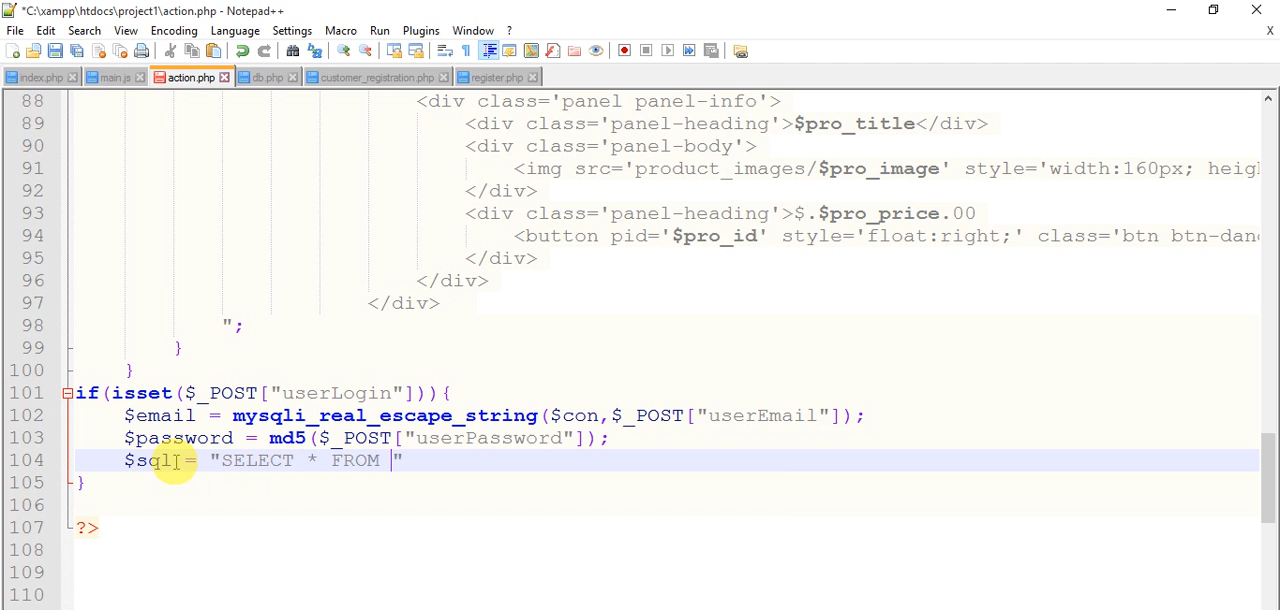 *C:\xampp\htdocs\project1\action.php - Notepad++
File Edit Search View Encoding Language Settings Macro Run Plugins Window ? X
index.php main.js action.php db.php customer_registration.php register.php
88 <div class='panel panel-info'>
89 <div class='panel-heading'>$pro_title</div>
90 <div class='panel-body'>
91 <img src='product_images/$pro_image' style='width:160px; heig
92 </div>
93 <div class='panel-heading'>$.$pro_price.00
94 <button pid='$pro_id' style='float:right;' class='btn btn-dan
95 </div>
96 </div>
97 </div>
98 ";
99 }
100 }
101 if(isset($_POST["userLogin"])){
102 $email = mysqli_real_escape_string($con,$_POST["userEmail"]);
103 $password = md5($_POST["userPassword"]);
104 $sql = "SELECT * FROM "
105 }
106
107 ?>
108
109
110